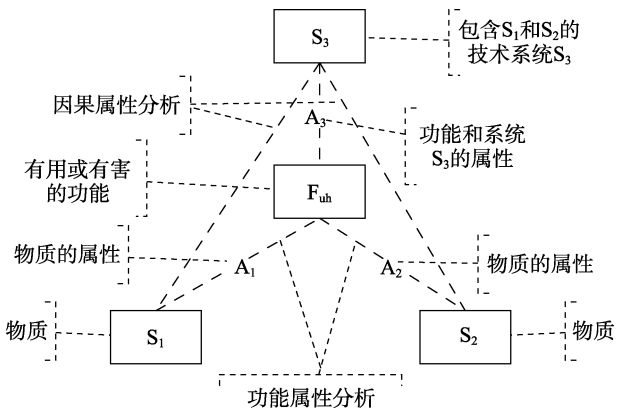 S₃
包含S₁和S₂的
技术系统S₃
因果属性分析
A₃
功能和系统
S₃的属性
有用或有害
的功能
Fᵤₕ
物质的属性
A₁
A₂
物质的属性
物质
S₁
S₂
物质
功能属性分析